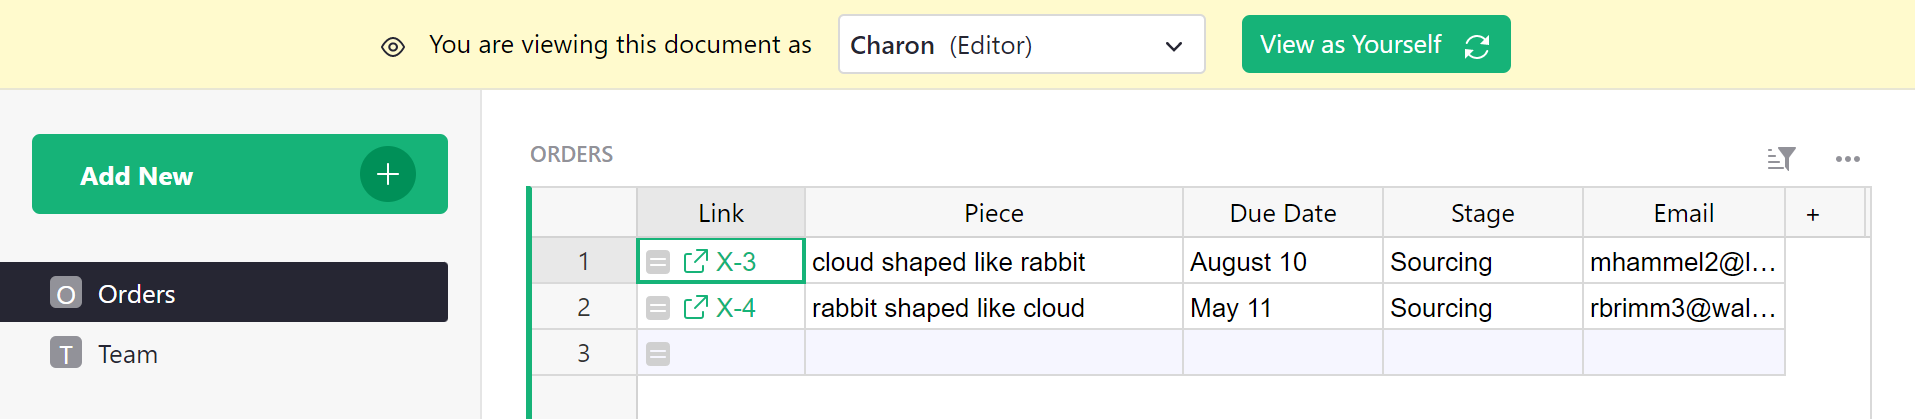 You are viewing this document as Charon (Editor) View as Yourself
Add New +
O Orders
T Team
ORDERS
Link Piece Due Date Stage Email +
1 = X-3 cloud shaped like rabbit August 10 Sourcing mhammel2@l...
2 = X-4 rabbit shaped like cloud May 11 Sourcing rbrimm3@wal...
3 =